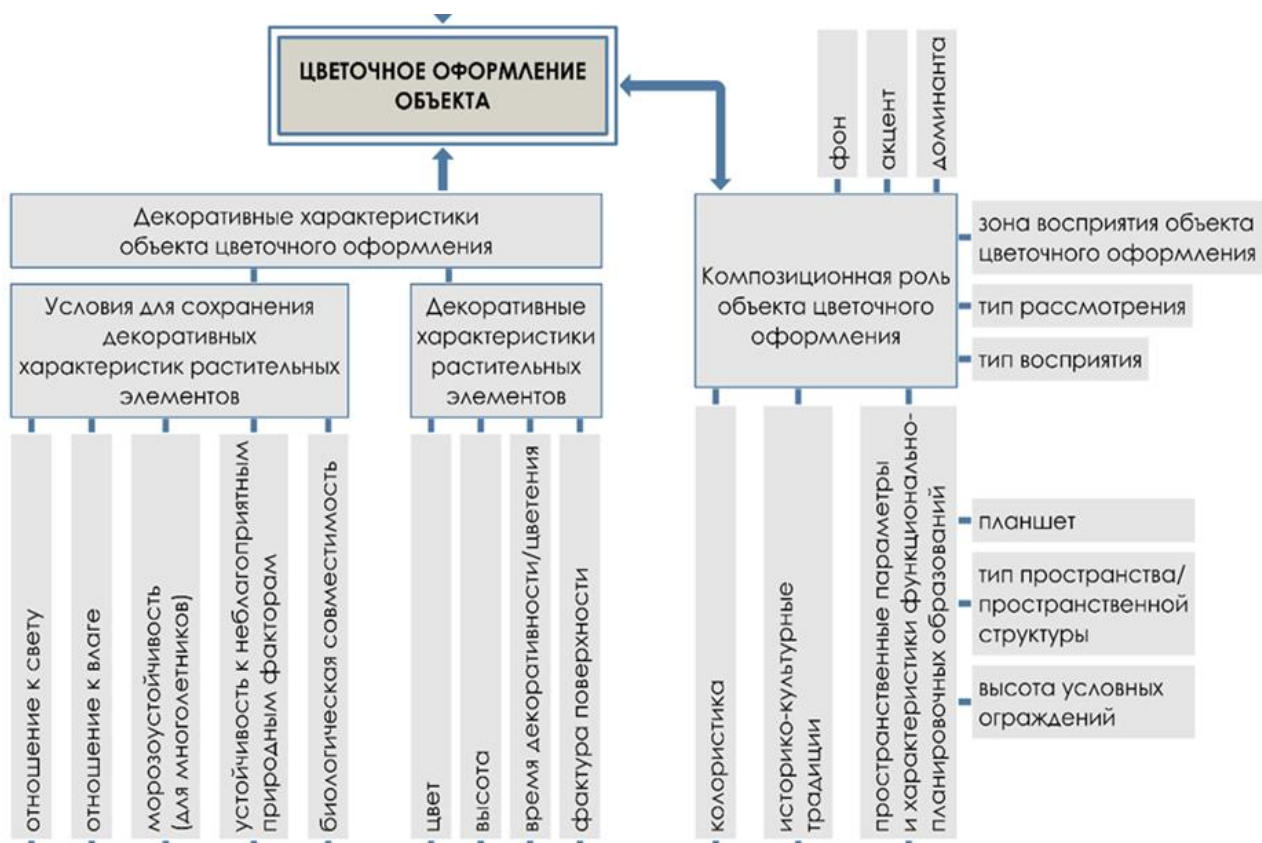 ЦВЕТОЧНОЕ ОФОРМЛЕНИЕ
ОБЪЕКТА
фон
акцент
доминанта
Декоративные характеристики
объекта цветочного оформления
Композиционная роль
объекта цветочного
оформления
зона восприятия объекта
цветочного оформления
тип рассмотрения
тип восприятия
Условия для сохранения
декоративных
характеристик растительных
элементов
Декоративные
характеристики
растительных
элементов
отношение к свету
отношение к влаге
морозоустойчивость
(для многолетников)
устойчивость к неблагоприятным
природным факторам
биологическая совместимость
цвет
высота
время декоративности/цветения
фактура поверхности
колористика
историко-культурные
традиции
пространственные параметры
и характеристики функционально-
планировочных образований
планшет
тип пространства/
пространственной
структуры
высота условных
ограждений